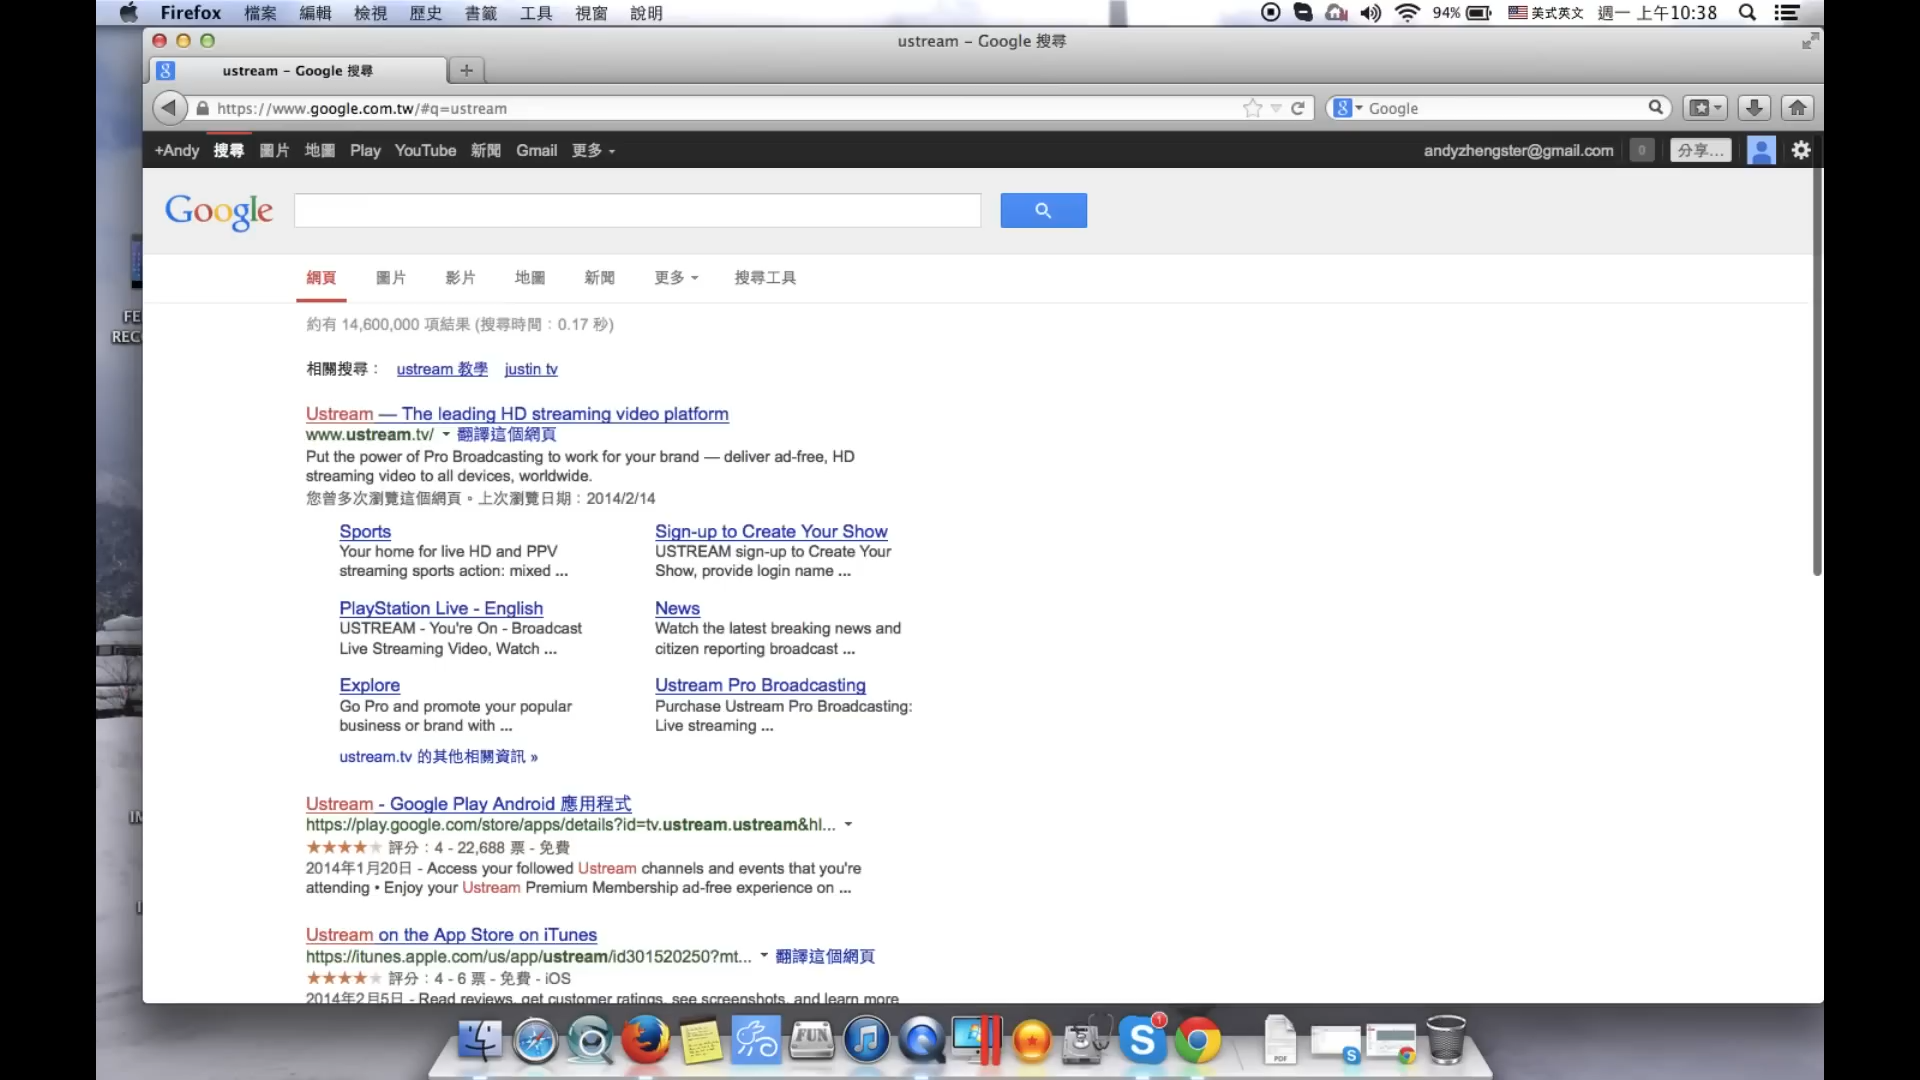 Firefox 檔案 編輯 檢視 歷史 書籤 工具 視窗 說明 94% 美式英文 週一 上午10:38
ustream – Google 搜尋
ustream – Google 搜尋
https://www.google.com.tw/#q=ustream Google
+Andy 搜尋 圖片 地圖 Play YouTube 新聞 Gmail 更多 andyzhengster@gmail.com 0 分享...
Google
網頁 圖片 影片 地圖 新聞 更多 搜尋工具
約有 14,600,000 項結果 (搜尋時間：0.17 秒)
相關搜尋： ustream 教學 justin tv
Ustream — The leading HD streaming video platform
www.ustream.tv/ 翻譯這個網頁
Put the power of Pro Broadcasting to work for your brand — deliver ad-free, HD
streaming video to all devices, worldwide.
您曾多次瀏覽這個網頁。上次瀏覽日期：2014/2/14
Sports
Your home for live HD and PPV
streaming sports action: mixed ...
Sign-up to Create Your Show
USTREAM sign-up to Create Your
Show, provide login name ...
PlayStation Live - English
USTREAM - You're On - Broadcast
Live Streaming Video, Watch ...
News
Watch the latest breaking news and
citizen reporting broadcast ...
Explore
Go Pro and promote your popular
business or brand with ...
Ustream Pro Broadcasting
Purchase Ustream Pro Broadcasting:
Live streaming ...
ustream.tv 的其他相關資訊 »
Ustream - Google Play Android 應用程式
https://play.google.com/store/apps/details?id=tv.ustream.ustream&hl...
★★★★★ 評分：4 - 22,688 票 - 免費
2014年1月20日 - Access your followed Ustream channels and events that you're
attending • Enjoy your Ustream Premium Membership ad-free experience on ...
Ustream on the App Store on iTunes
https://itunes.apple.com/us/app/ustream/id301520250?mt... 翻譯這個網頁
★★★★★ 評分：4 - 6 票 - 免費 - iOS
2014年2月5日 - Read reviews, get customer ratings, see screenshots, and learn more
FE
REC
IM
FUN
1
PDF